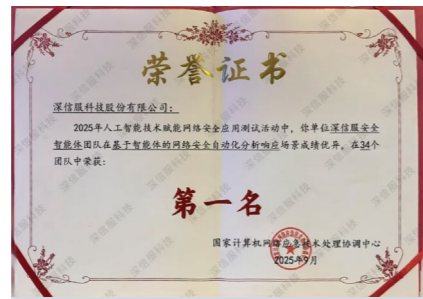 荣誉证书
深信服科技股份有限公司：
2025年人工智能技术赋能网络安全应用测试活动中，你单位深信服安全
智能体团队在基于智能体的网络安全自动化分析响应场景成绩优异，在34个
团队中荣获：
第一名
国家计算机网络应急技术处理协调中心
2025年9月
深信服科技